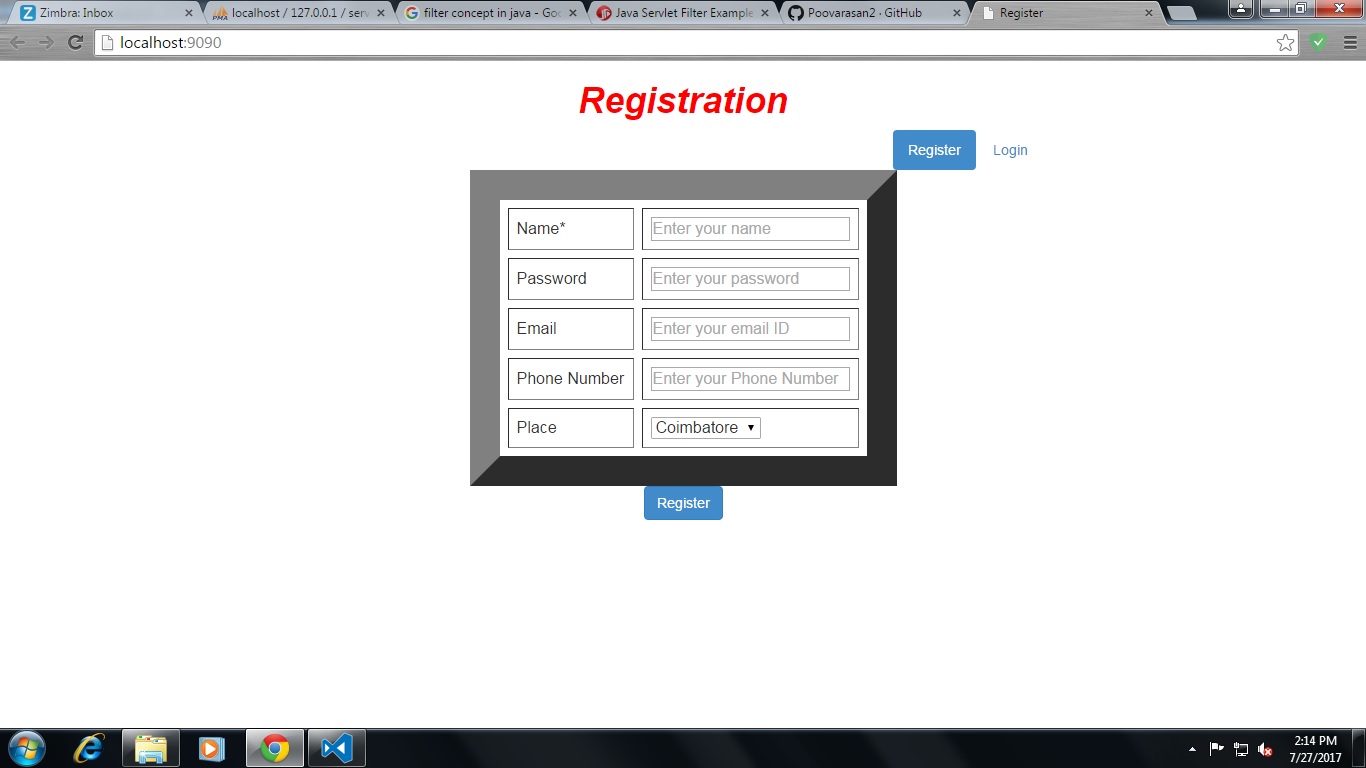 Zimbra: Inbox
localhost / 127.0.0.1 / serv
filter concept in java - Goo
Java Servlet Filter Example
Poovarasan2 · GitHub
Register
localhost:9090
Registration
Register Login
Name* Enter your name
Password Enter your password
Email Enter your email ID
Phone Number Enter your Phone Number
Place Coimbatore
Register
2:14 PM
7/27/2017